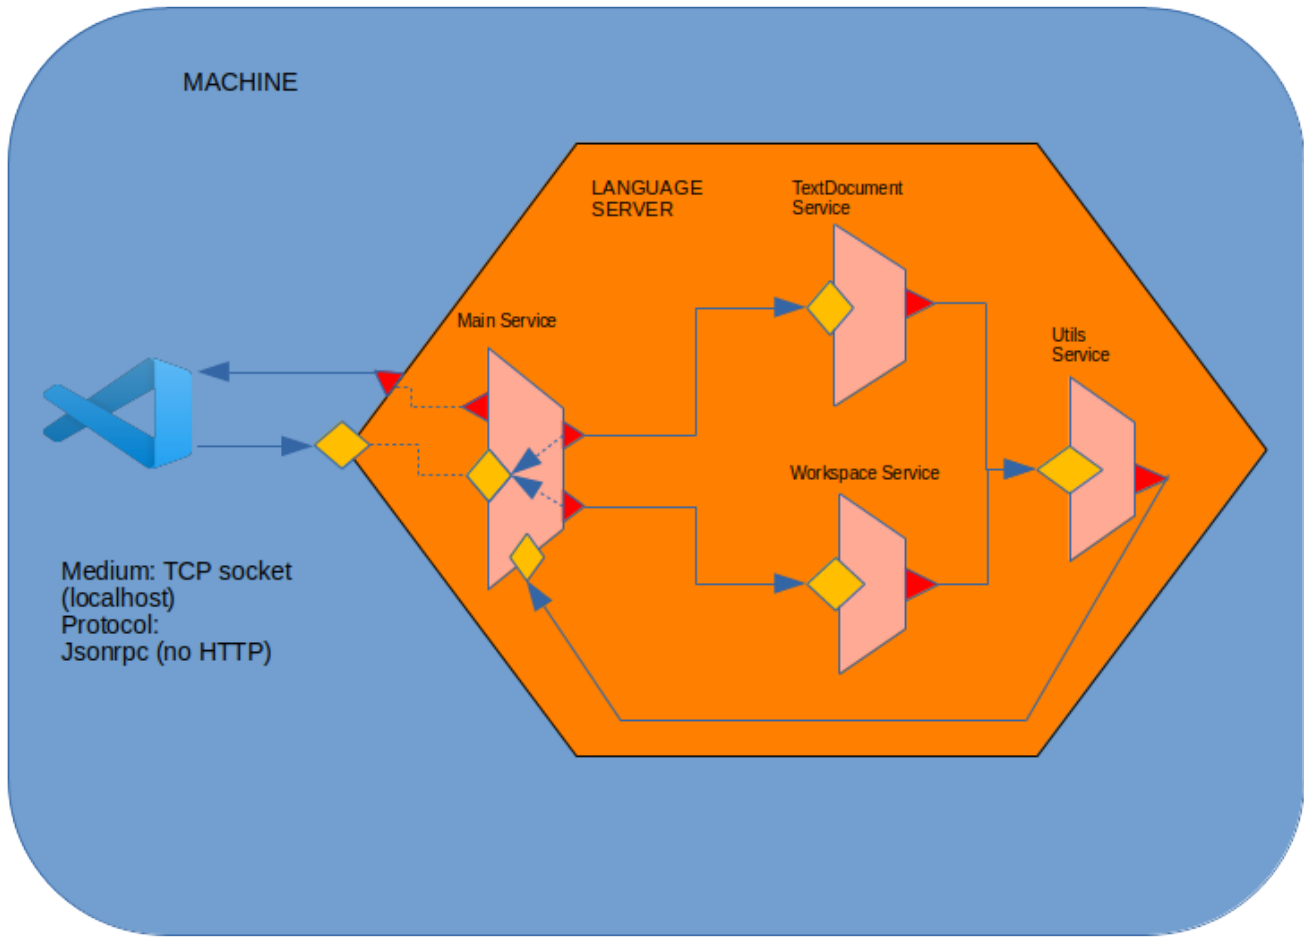 MACHINE
LANGUAGE
SERVER
TextDocument
Service
Main Service
Utils
Service
Workspace Service
Medium: TCP socket
(localhost)
Protocol:
Jsonrpc (no HTTP)